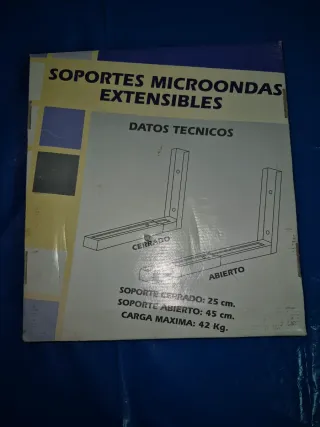 SOPORTES MICROONDAS
EXTENSIBLES
DATOS TECNICOS
CERRADO
ABIERTO
SOPORTE CERRADO: 25 cm.
SOPORTE ABIERTO: 45 cm.
CARGA MAXIMA: 42 Kg.